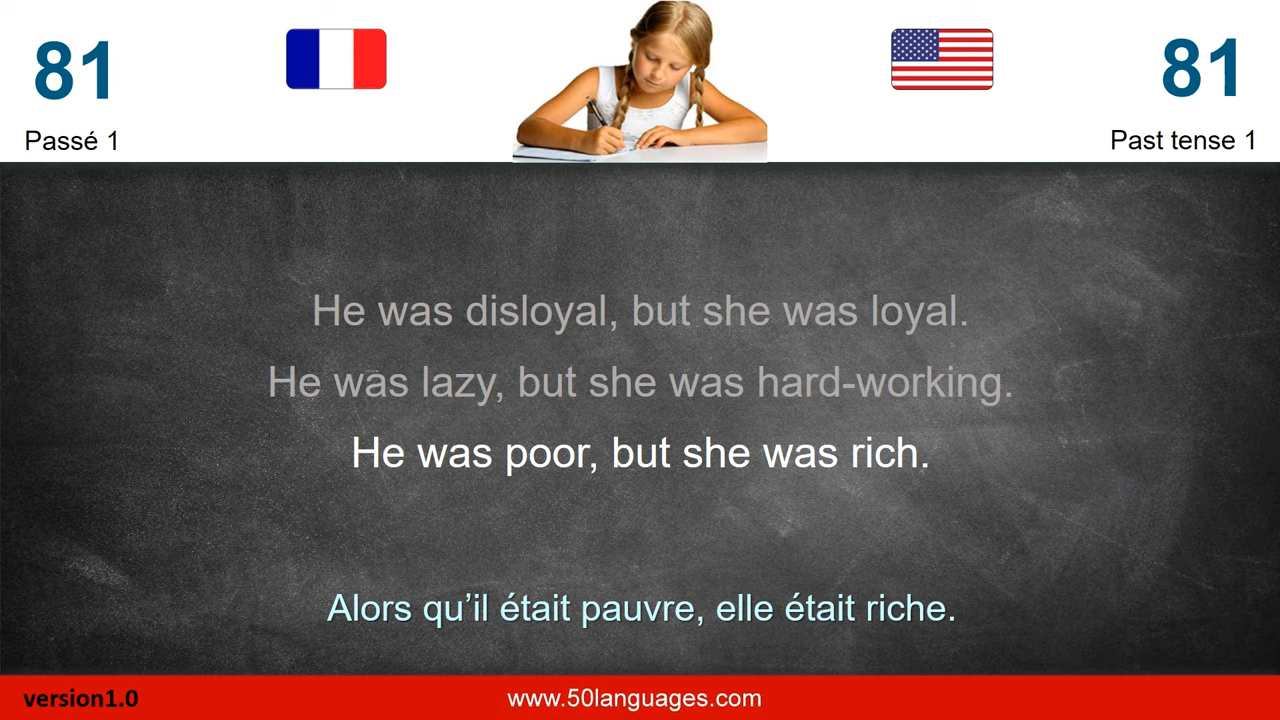 81
Passé 1
81
Past tense 1
He was disloyal, but she was loyal.
He was lazy, but she was hard-working.
He was poor, but she was rich.
Alors qu’il était pauvre, elle était riche.
version1.0
www.50languages.com